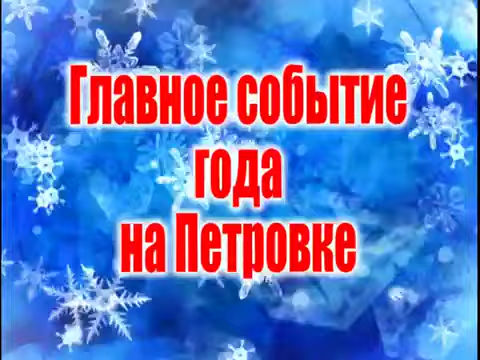 Главное событие
года
на Петровке